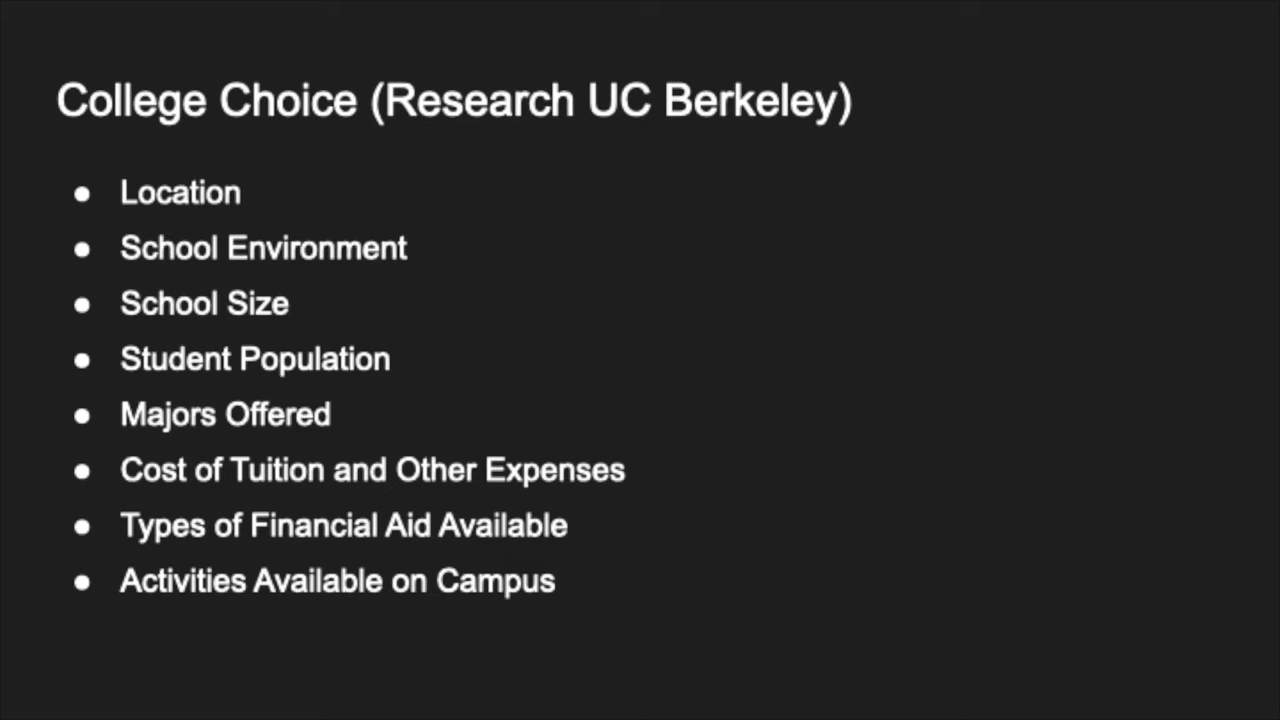 College Choice (Research UC Berkeley)
● Location
● School Environment
● School Size
● Student Population
● Majors Offered
● Cost of Tuition and Other Expenses
● Types of Financial Aid Available
● Activities Available on Campus